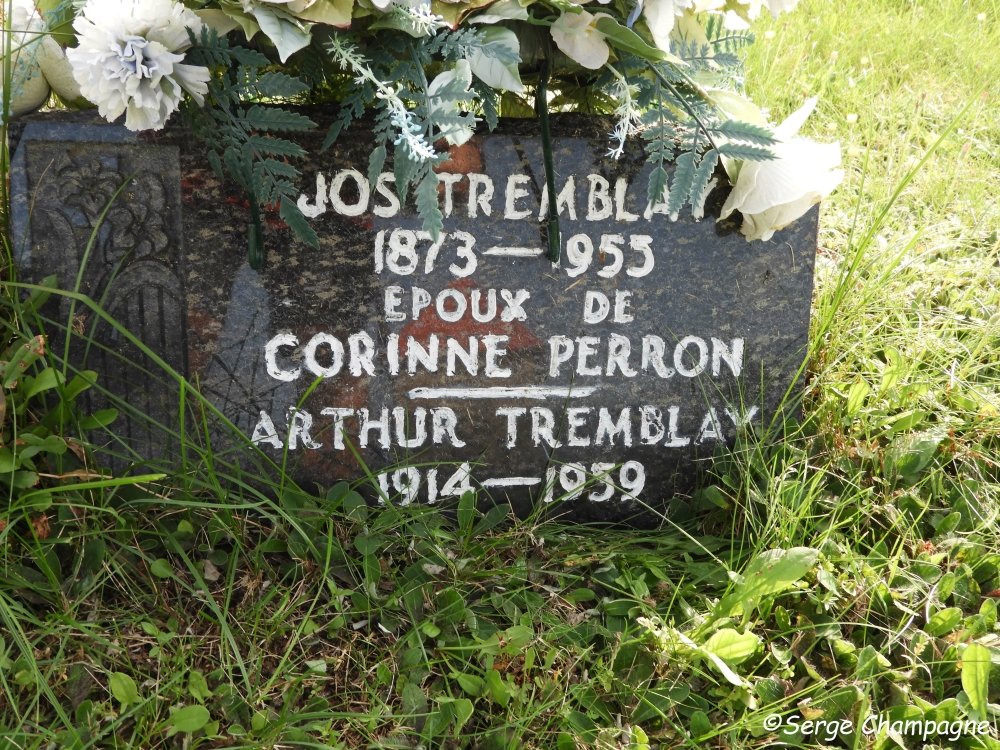 JOS TREMBLAY
1873—1955
EPOUX DE
CORINNE PERRON
ARTHUR TREMBLAY
1914—1959
©Serge Champagne